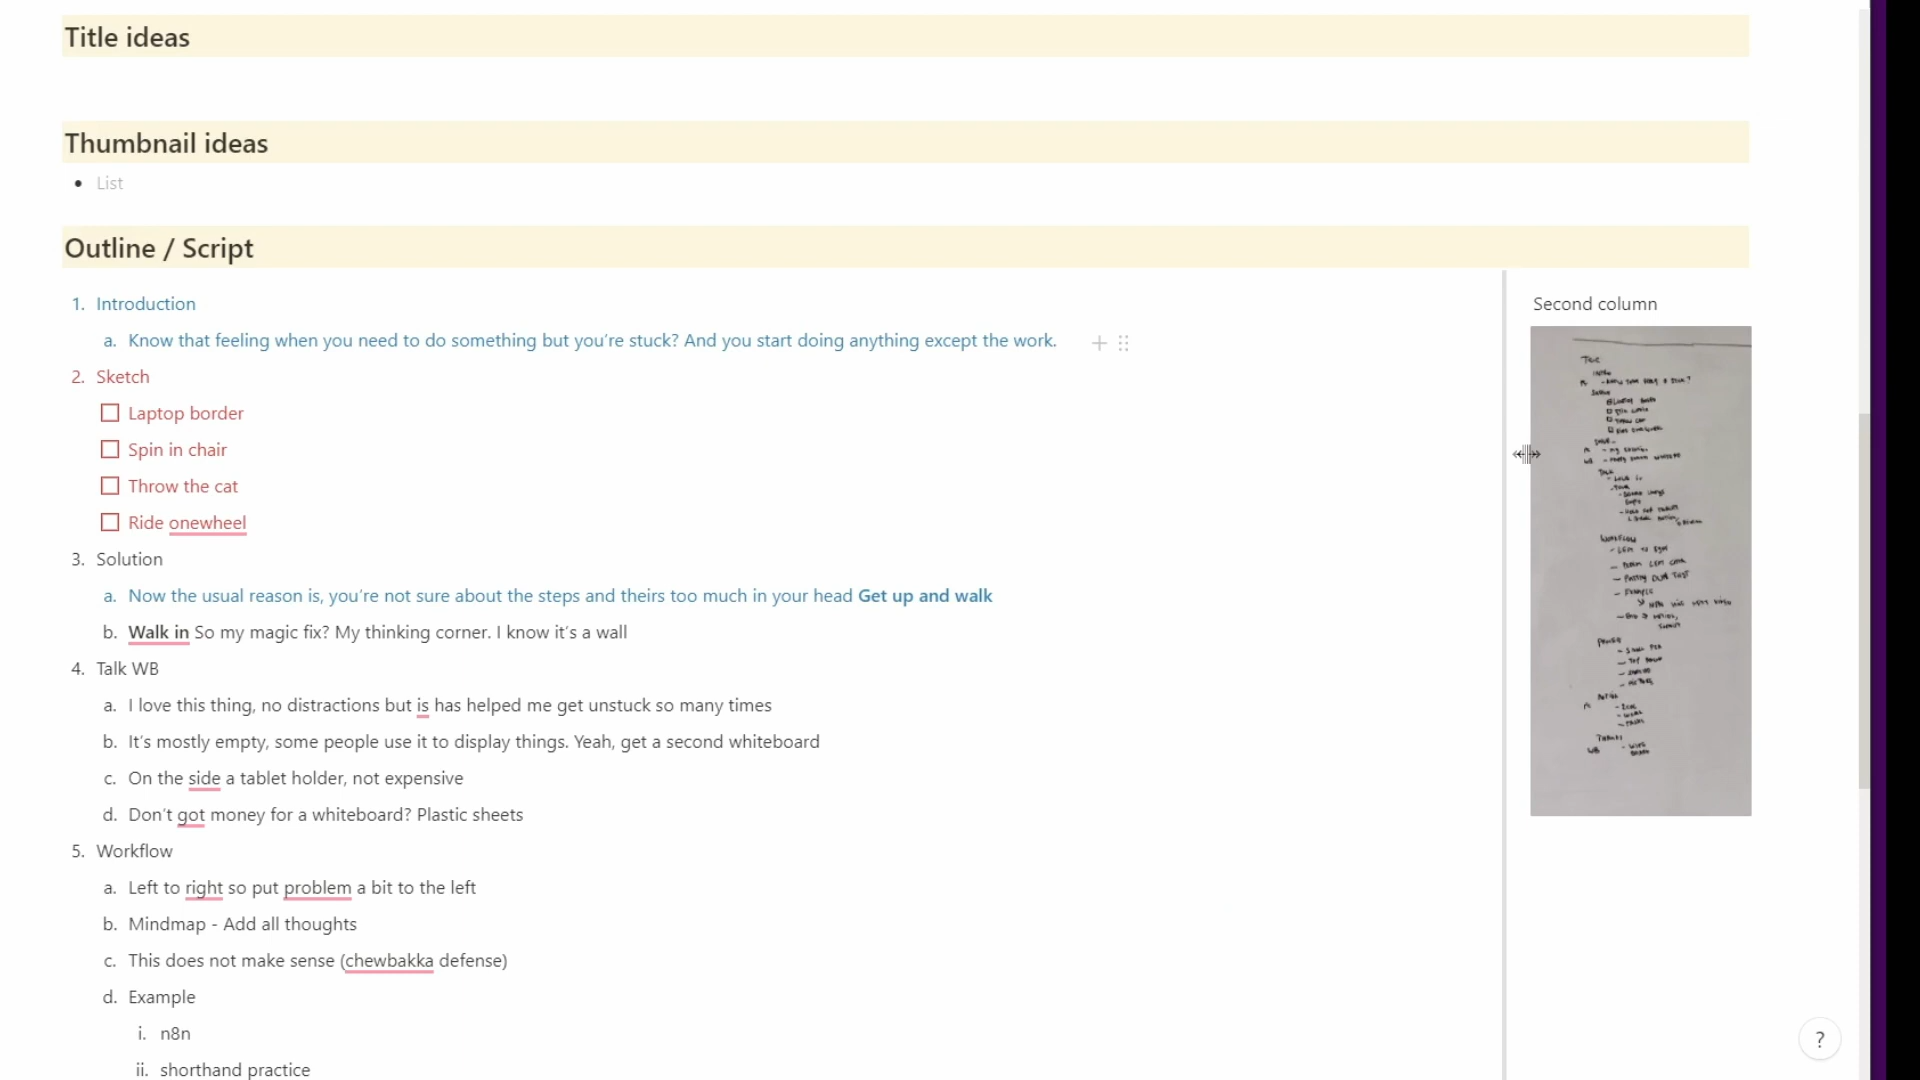 Title ideas
Thumbnail ideas
• List
Outline / Script
1. Introduction
a. Know that feeling when you need to do something but you're stuck? And you start doing anything except the work.
2. Sketch
Laptop border
Spin in chair
Throw the cat
Ride onewheel
3. Solution
a. Now the usual reason is, you're not sure about the steps and theirs too much in your head Get up and walk
b. Walk in So my magic fix? My thinking corner. I know it's a wall
4. Talk WB
a. I love this thing, no distractions but is has helped me get unstuck so many times
b. It's mostly empty, some people use it to display things. Yeah, get a second whiteboard
c. On the side a tablet holder, not expensive
d. Don't got money for a whiteboard? Plastic sheets
5. Workflow
a. Left to right so put problem a bit to the left
b. Mindmap - Add all thoughts
c. This does not make sense (chewbakka defense)
d. Example
i. n8n
ii. shorthand practice
Second column
Workflow
Example
?